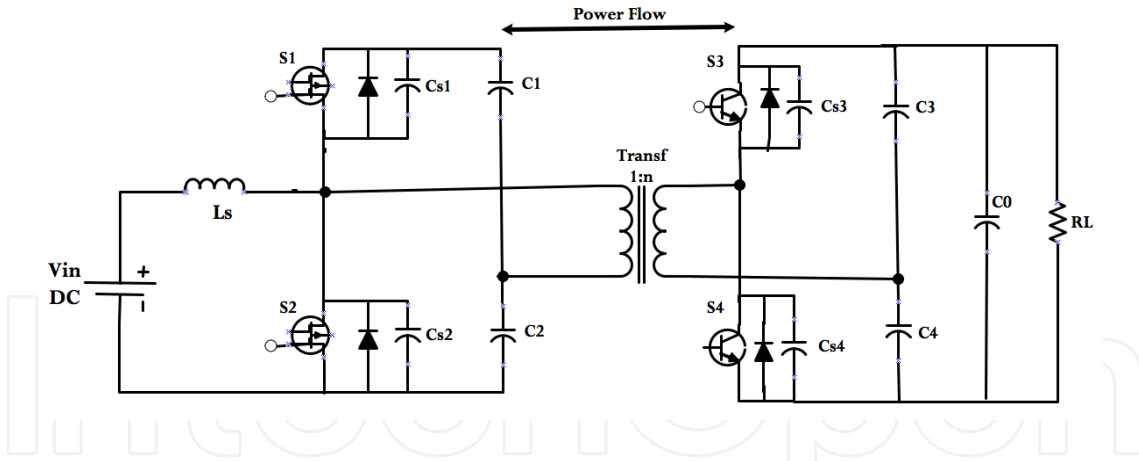 Power Flow
S1
Cs1
C1
S3
Cs3
C3
Transf
1:n
Ls
C0
RL
Vin
DC
+
-
S2
Cs2
C2
S4
Cs4
C4